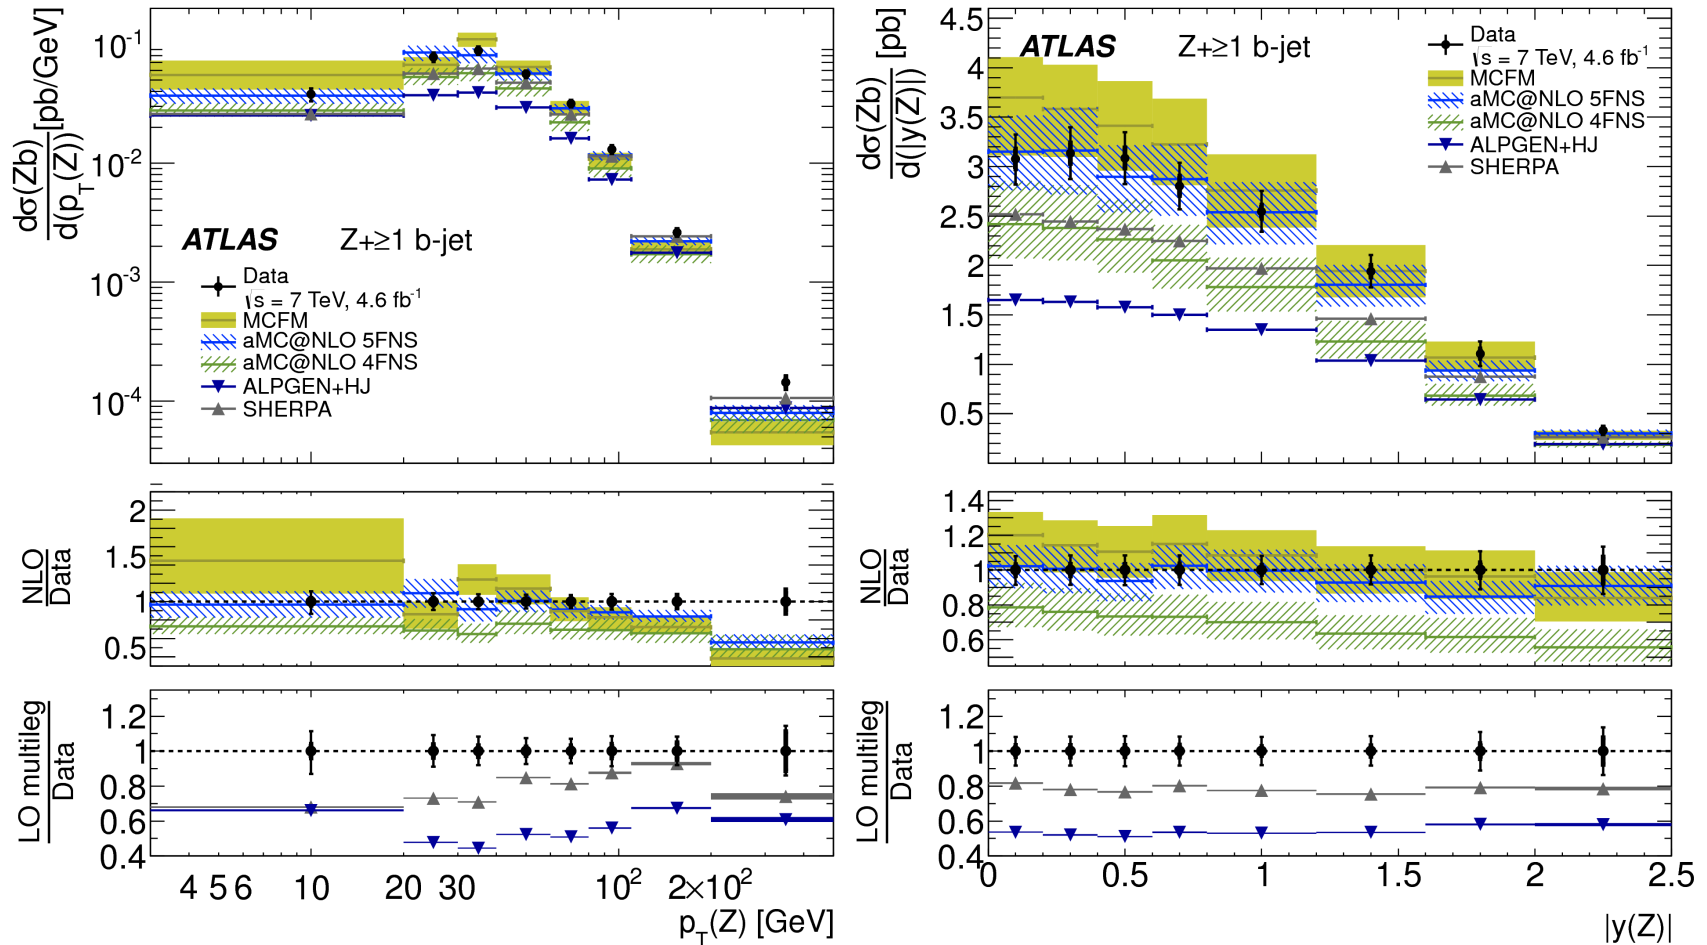 dσ(Zb)
d(p_T(Z)) [pb/GeV]
10⁻¹
10⁻²
10⁻³
10⁻⁴
ATLAS Z+≥1 b-jet
Data
√s = 7 TeV, 4.6 fb⁻¹
MCFM
aMC@NLO 5FNS
aMC@NLO 4FNS
ALPGEN+HJ
SHERPA
NLO
Data
2
1.5
1
0.5
LO multileg
Data
1.2
1
0.8
0.6
0.4
4 5 6 10 20 30 10² 2×10²
p_T(Z) [GeV]
dσ(Zb)
d(|y(Z)|) [pb]
4.5
4
3.5
3
2.5
2
1.5
1
0.5
ATLAS Z+≥1 b-jet
Data
√s = 7 TeV, 4.6 fb⁻¹
MCFM
aMC@NLO 5FNS
aMC@NLO 4FNS
ALPGEN+HJ
SHERPA
NLO
Data
1.4
1.2
1
0.8
0.6
LO multileg
Data
1.2
1
0.8
0.6
0.4
0 0.5 1 1.5 2 2.5
|y(Z)|